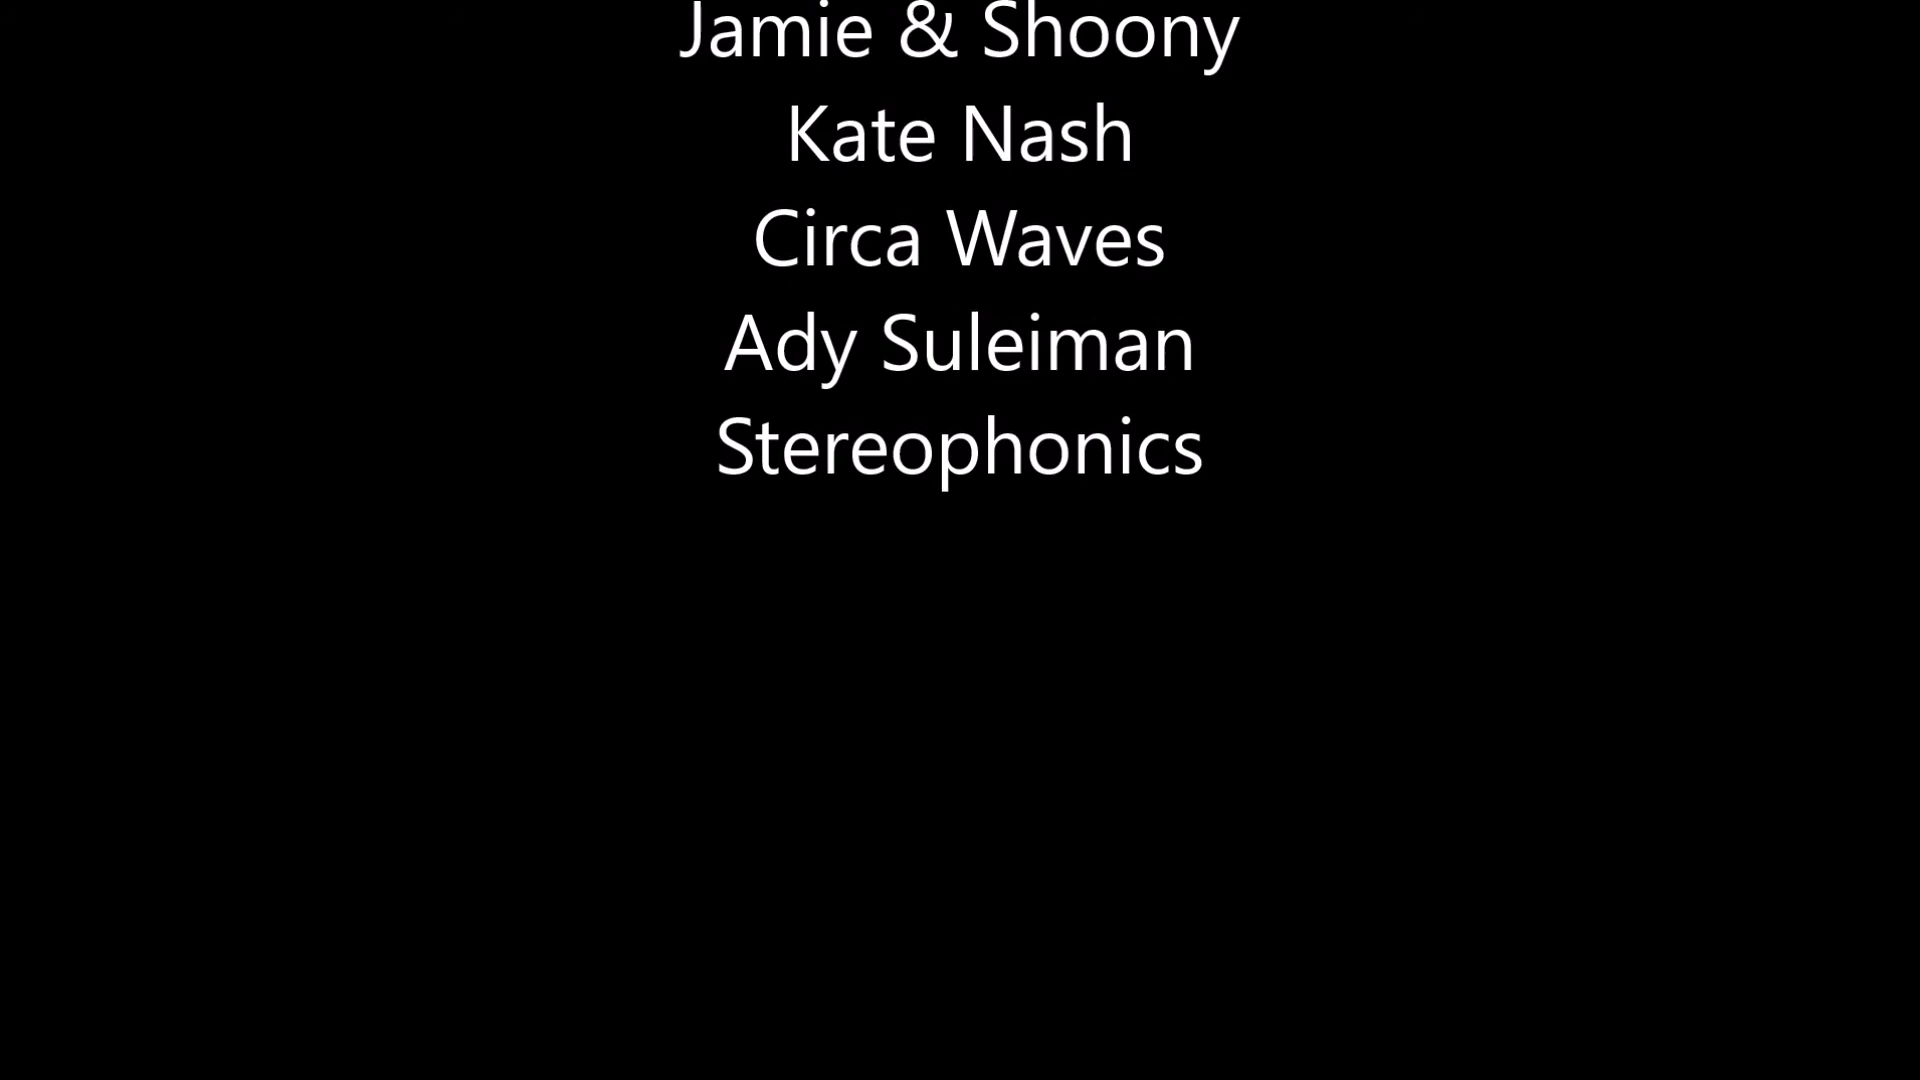 Jamie & Shoony
Kate Nash
Circa Waves
Ady Suleiman
Stereophonics